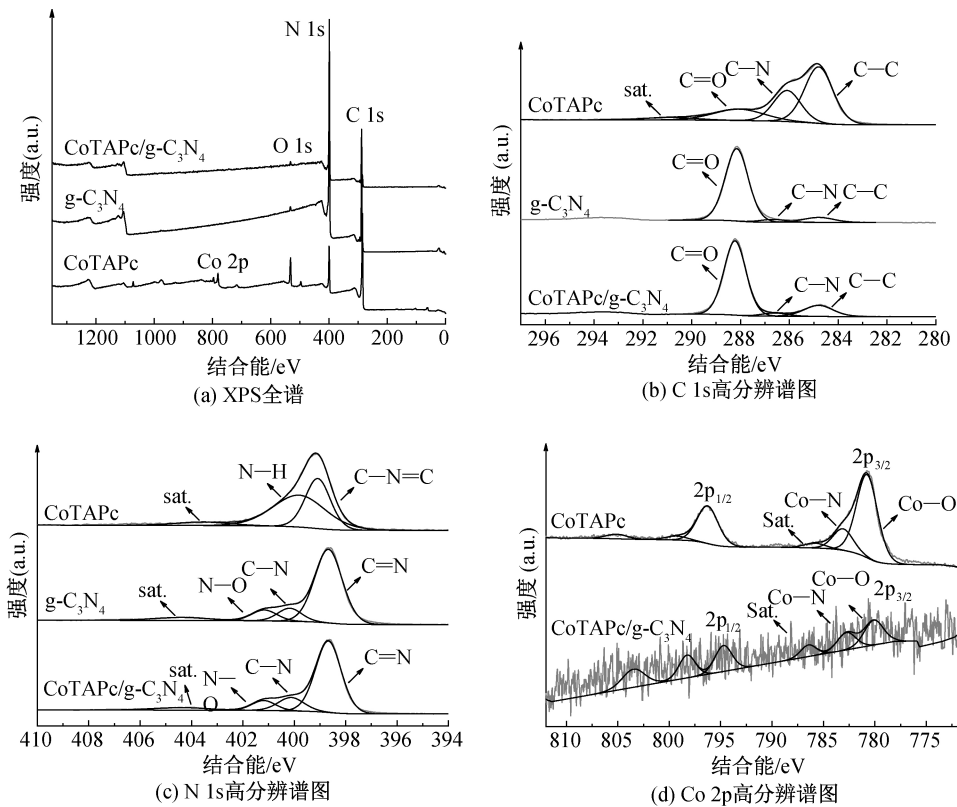 强度(a.u.)
N 1s
C 1s
O 1s
CoTAPc/g-C₃N₄
g-C₃N₄
CoTAPc
Co 2p
1200 1000 800 600 400 200 0
结合能/eV
(a) XPS全谱
强度 (a.u.)
CoTAPc
sat.
C=O
C—N
C—C
g-C₃N₄
C=O
C—N C—C
CoTAPc/g-C₃N₄
C=O
C—N
C—C
296 294 292 290 288 286 284 282 280
结合能/eV
(b) C 1s高分辨谱图
强度 (a.u.)
CoTAPc
sat.
N—H
C—N=C
g-C₃N₄
sat.
N—O
C—N
C=N
CoTAPc/g-C₃N₄
sat.
N—
O
C—N
C=N
410 408 406 404 402 400 398 396 394
结合能/eV
(c) N 1s高分辨谱图
强度 (a.u.)
CoTAPc
2p₁/₂
Sat.
Co—N
2p₃/₂
Co—O
CoTAPc/g-C₃N₄
2p₁/₂
Sat.
Co—N
Co—O
2p₃/₂
810 805 800 795 790 785 780 775
结合能/eV
(d) Co 2p高分辨谱图